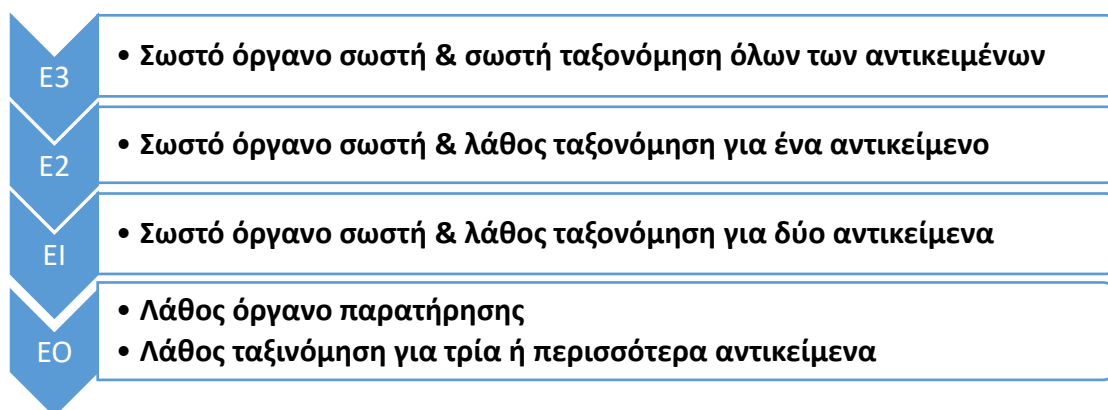 Ε3
• Σωστό όργανο σωστή & σωστή ταξονόμηση όλων των αντικειμένων
Ε2
• Σωστό όργανο σωστή & λάθος ταξονόμηση για ένα αντικείμενο
ΕΙ
• Σωστό όργανο σωστή & λάθος ταξονόμηση για δύο αντικείμενα
ΕΟ
• Λάθος όργανο παρατήρησης
• Λάθος ταξινόμηση για τρία ή περισσότερα αντικείμενα